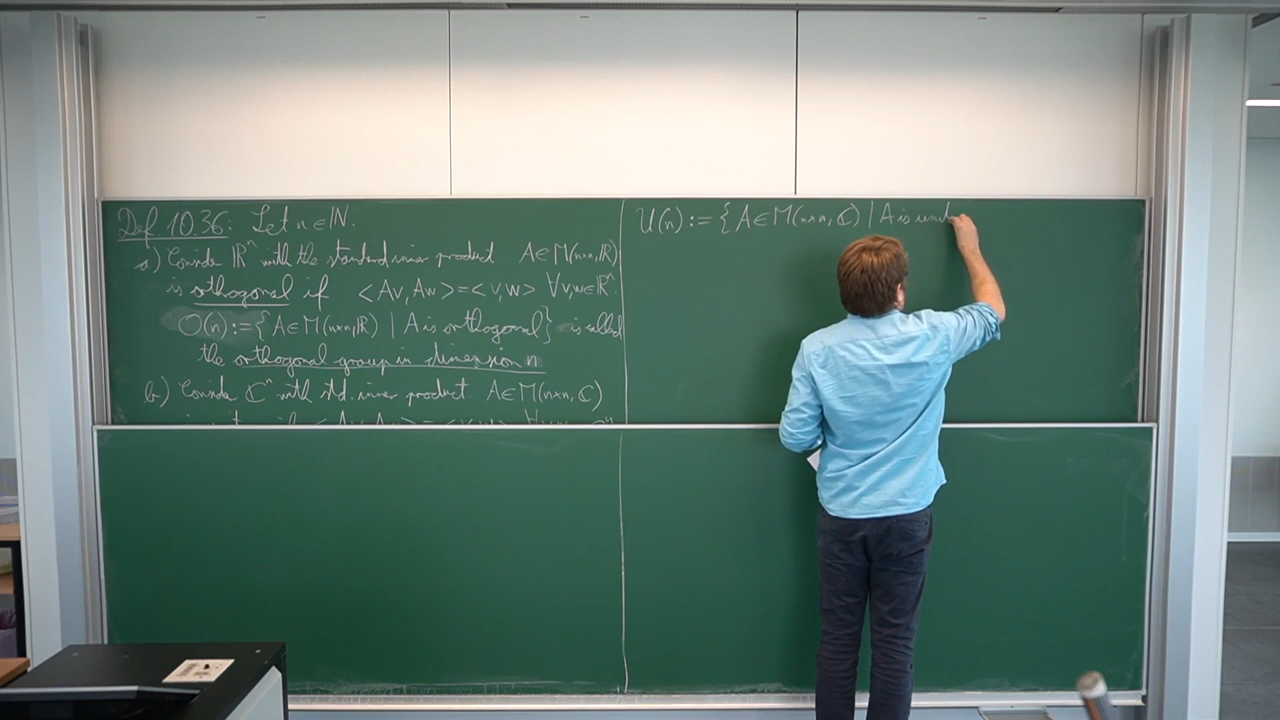 Def 10.36: Let n ∈ ℕ.
a) Consider ℝⁿ with the standard inner product. A∈M(n×n,ℝ)
is orthogonal if <Av, Aw> = <v,w> ∀v,w∈ℝⁿ.
O(n):={A∈M(n×n,ℝ) | A is orthogonal} is called
the orthogonal group in dimension n.
b) Consider ℂⁿ with std. inner product. A∈M(n×n, ℂ)
U(n) := {A∈M(n×n, ℂ) | A is unit